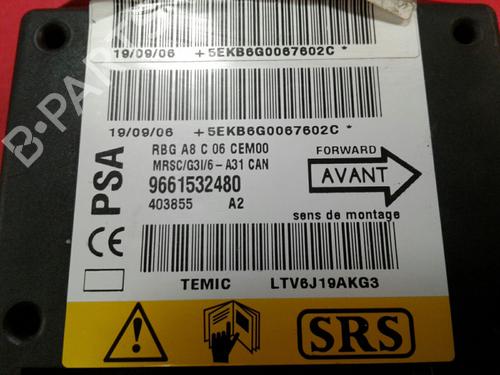 19/09/06 +5EKB6G0067602C *
19/09/06 +5EKB6G0067602C *
PSA
RBG A8 C 06 CEM00
MRSC/G3I/6 - A31 CAN
9661532480
403855 A2
FORWARD
AVANT
sens de montage
CE
TEMIC LTV6J19AKG3
SRS
B-PARTS